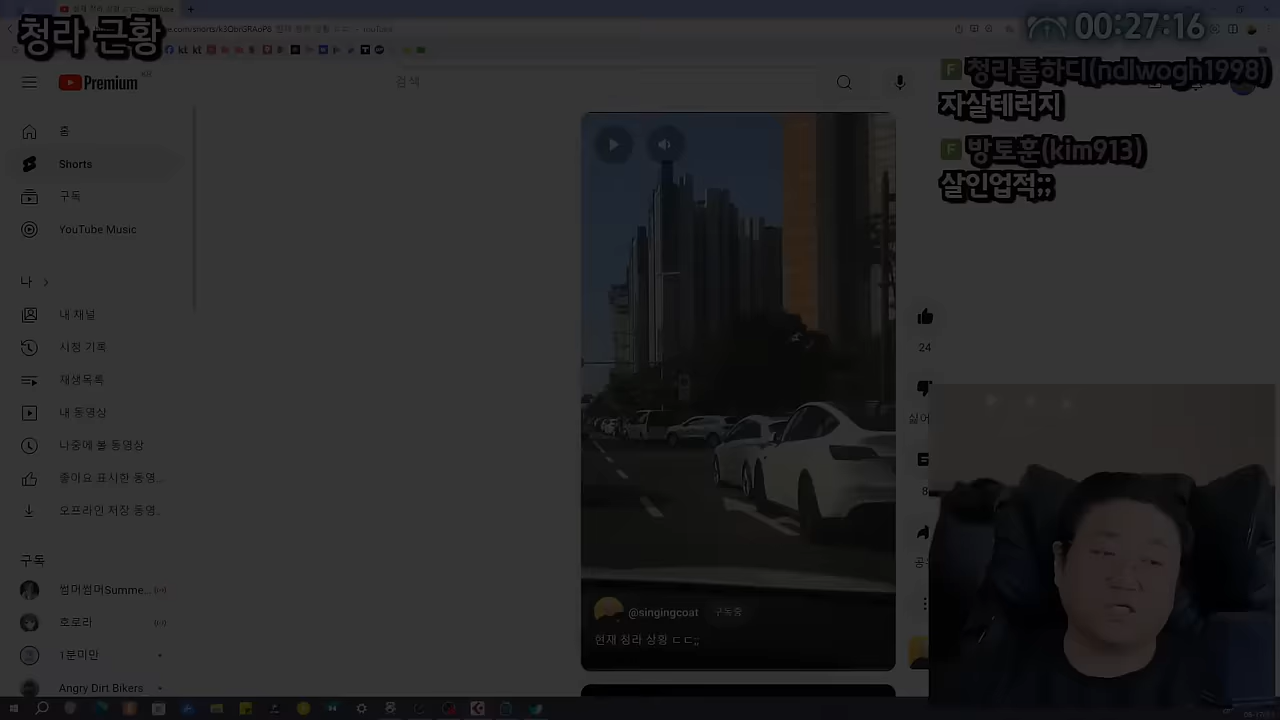 청라 근황
00:27:16
Premium KR
검색
청라톰하디(ndlwogh1998)
자살테러지
방토훈(kim913)
살인업적;;
홈
Shorts
구독
YouTube Music
나
내 채널
시청 기록
재생목록
내 동영상
나중에 볼 동영상
좋아요 표시한 동영...
오프라인 저장 동영...
구독
썸머썸머Summe...
호로라
1분미만
Angry Dirt Bikers
24
싫어
8
공유
@singingcoat 구독중
현재 청라 상황 ㄷㄷ;;